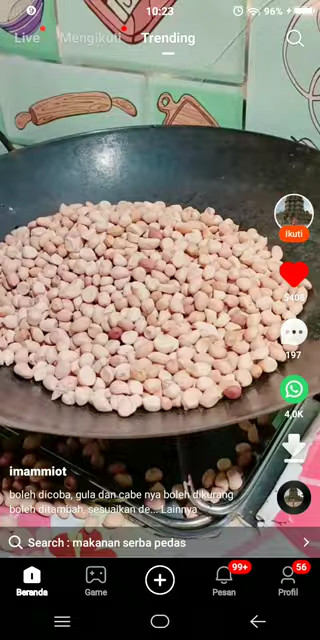 10:23
96%
Live
Mengikuti
Trending
Ikuti
5408
197
4,0K
imammiot
boleh dicoba, gula dan cabe nya boleh dikurang
boleh ditambah, sesuaikan de... Lainnya
Search : makanan serba pedas
99+
56
Beranda
Game
Pesan
Profil